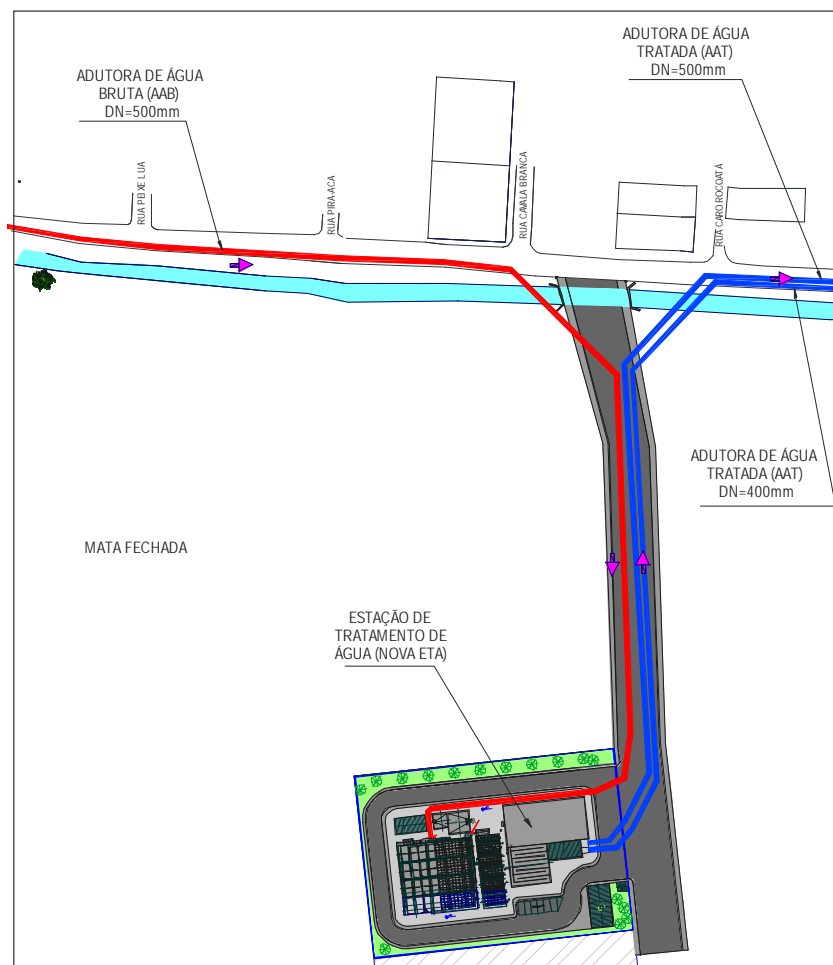 ADUTORA DE ÁGUA
TRATADA (AAT)
DN=500mm
ADUTORA DE ÁGUA
BRUTA (AAB)
DN=500mm
RUA PEIXE LUA
RUA PIRA-ACA
RUA CAVALA BRANCA
RUA CARO ROCOATÁ
ADUTORA DE ÁGUA
TRATADA (AAT)
DN=400mm
MATA FECHADA
ESTAÇÃO DE
TRATAMENTO DE
ÁGUA (NOVA ETA)